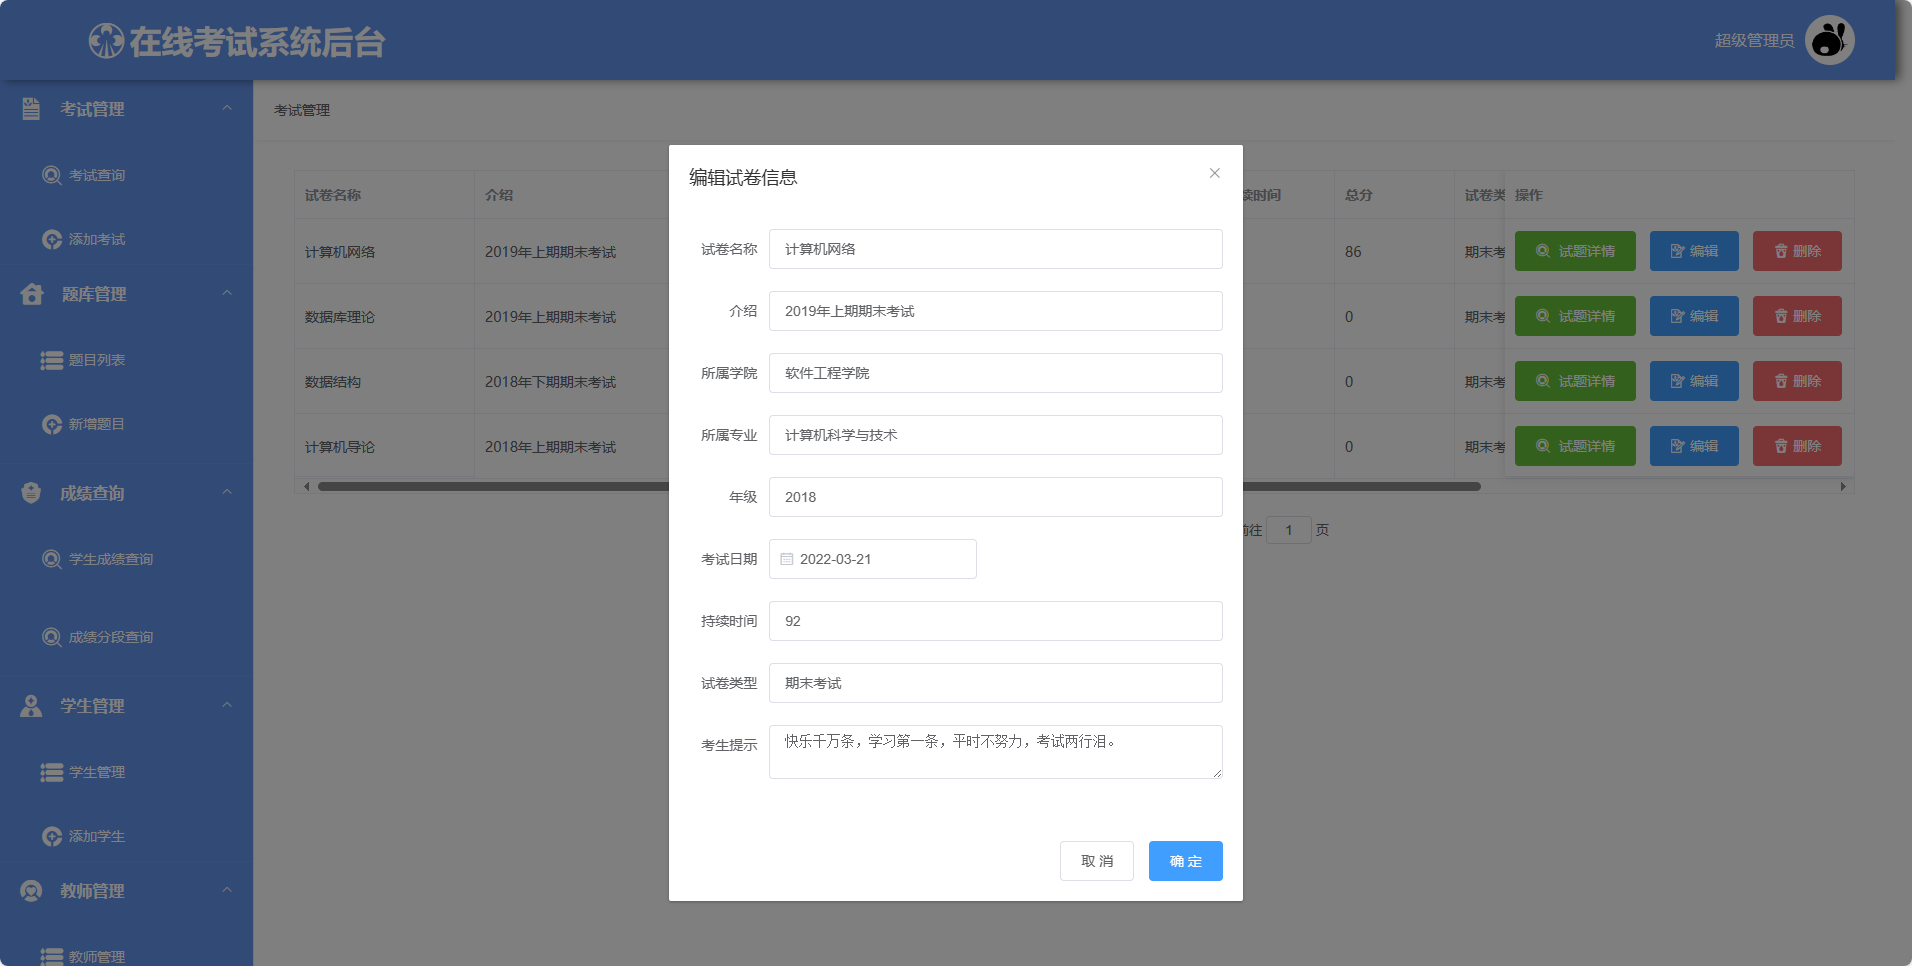 在线考试系统后台
超级管理员
考试管理
考试查询
添加考试
题库管理
题目列表
新增题目
成绩查询
学生成绩查询
成绩分段查询
学生管理
学生管理
添加学生
教师管理
教师管理
考试管理
试卷名称 介绍 续时间 总分 试卷类 操作
计算机网络 2019年上期期末考试 86 期末考 试题详情 编辑 删除
数据库理论 2019年上期期末考试 0 期末考 试题详情 编辑 删除
数据结构 2018年下期期末考试 0 期末考 试题详情 编辑 删除
计算机导论 2018年上期期末考试 0 期末考 试题详情 编辑 删除
前往 1 页
编辑试卷信息
试卷名称 计算机网络
介绍 2019年上期期末考试
所属学院 软件工程学院
所属专业 计算机科学与技术
年级 2018
考试日期 2022-03-21
持续时间 92
试卷类型 期末考试
考生提示 快乐千万条，学习第一条，平时不努力，考试两行泪。
取 消 确 定